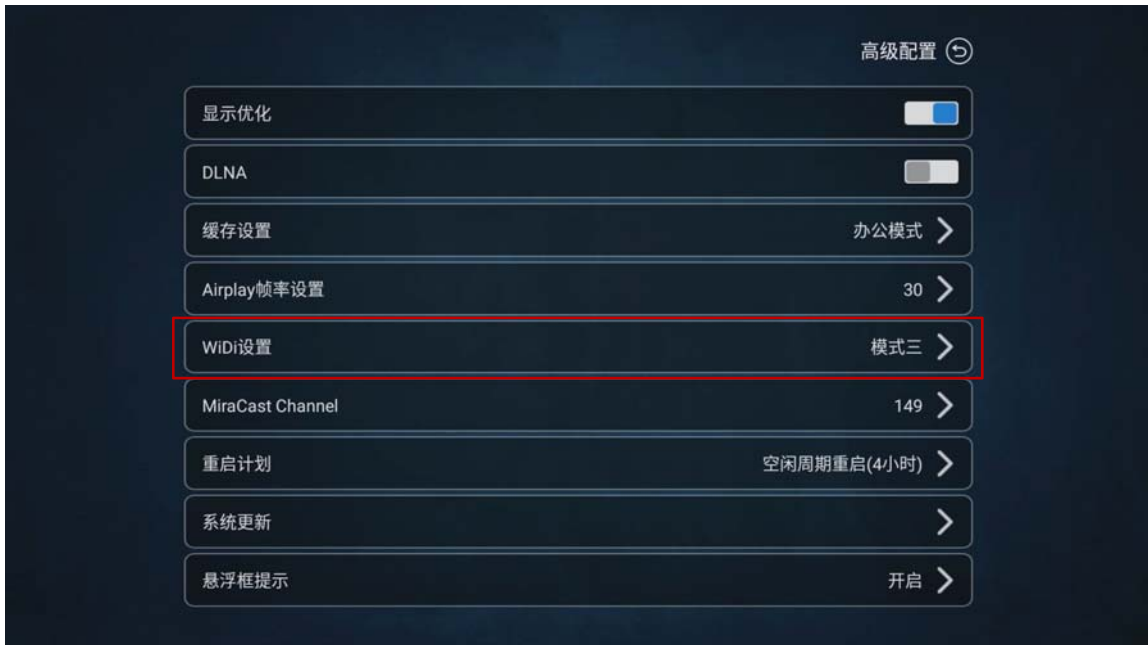 高级配置
显示优化
DLNA
缓存设置 办公模式
Airplay帧率设置 30
WiDi设置 模式三
MiraCast Channel 149
重启计划 空闲周期重启(4小时)
系统更新
悬浮框提示 开启